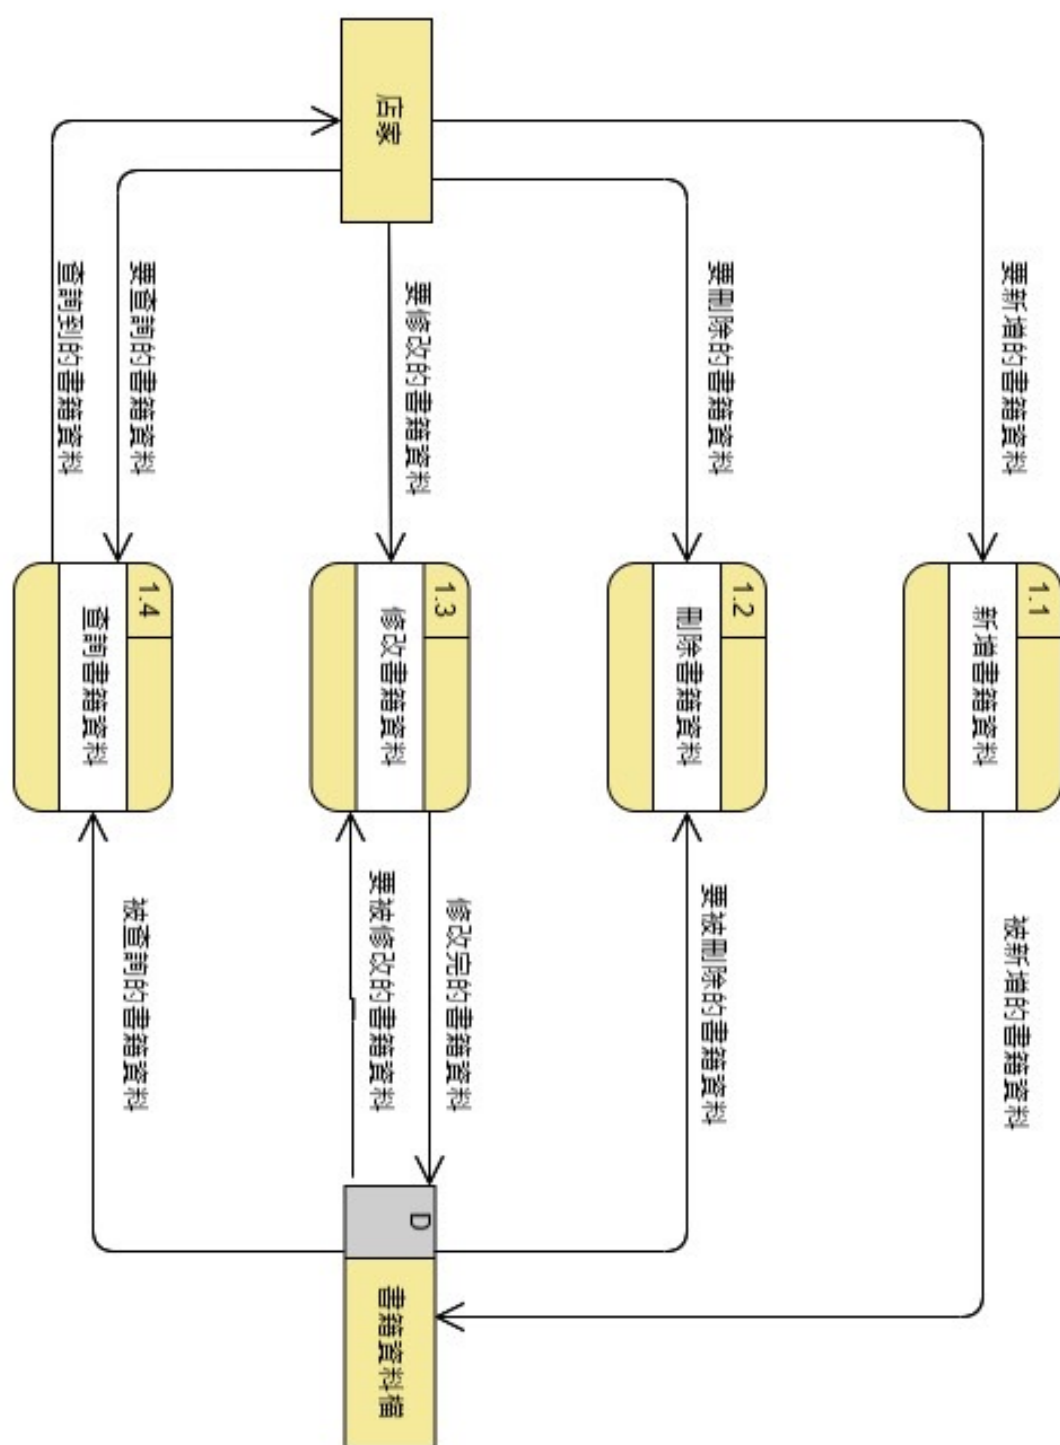 店家
要新增的書籍資料
要刪除的書籍資料
要修改的書籍資料
要查詢的書籍資料
查詢到的書籍資料
1.1
新增書籍資料
1.2
刪除書籍資料
1.3
修改書籍資料
1.4
查詢書籍資料
被新增的書籍資料
要被刪除的書籍資料
修改完的書籍資料
要被修改的書籍資料
被查詢的書籍資料
D
書籍資料檔